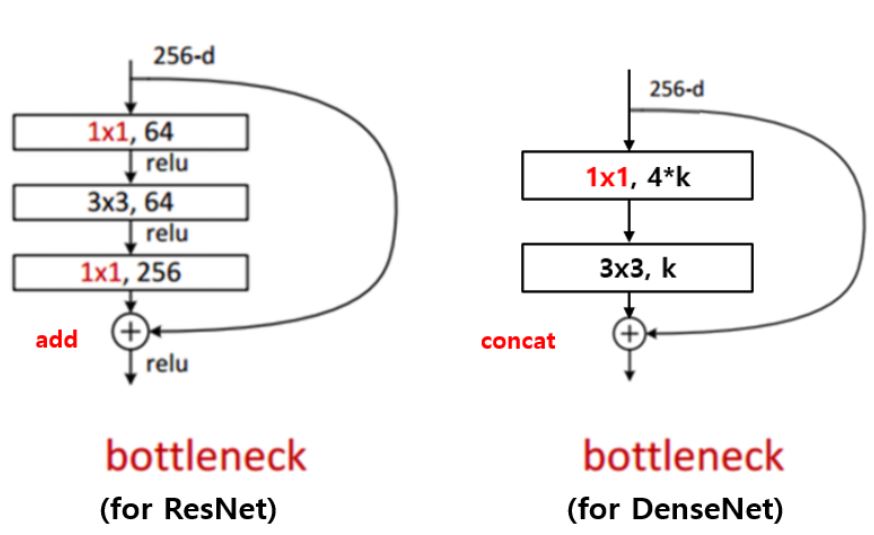 256-d
1x1, 64
relu
3x3, 64
relu
1x1, 256
add
+
relu
bottleneck
(for ResNet)
256-d
1x1, 4*k
3x3, k
concat
+
bottleneck
(for DenseNet)